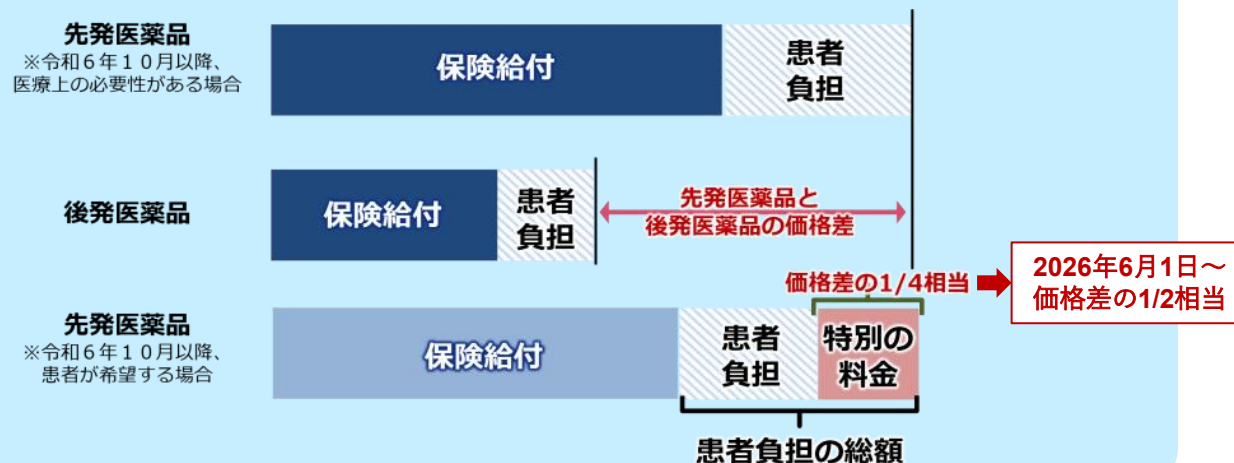 先発医薬品
※令和6年10月以降、
医療上の必要性がある場合
保険給付
患者
負担
後発医薬品
保険給付
患者
負担
先発医薬品と
後発医薬品の価格差
価格差の1/4相当
2026年6月1日~
価格差の1/2相当
先発医薬品
※令和6年10月以降、
患者が希望する場合
保険給付
患者
負担
特別の
料金
患者負担の総額